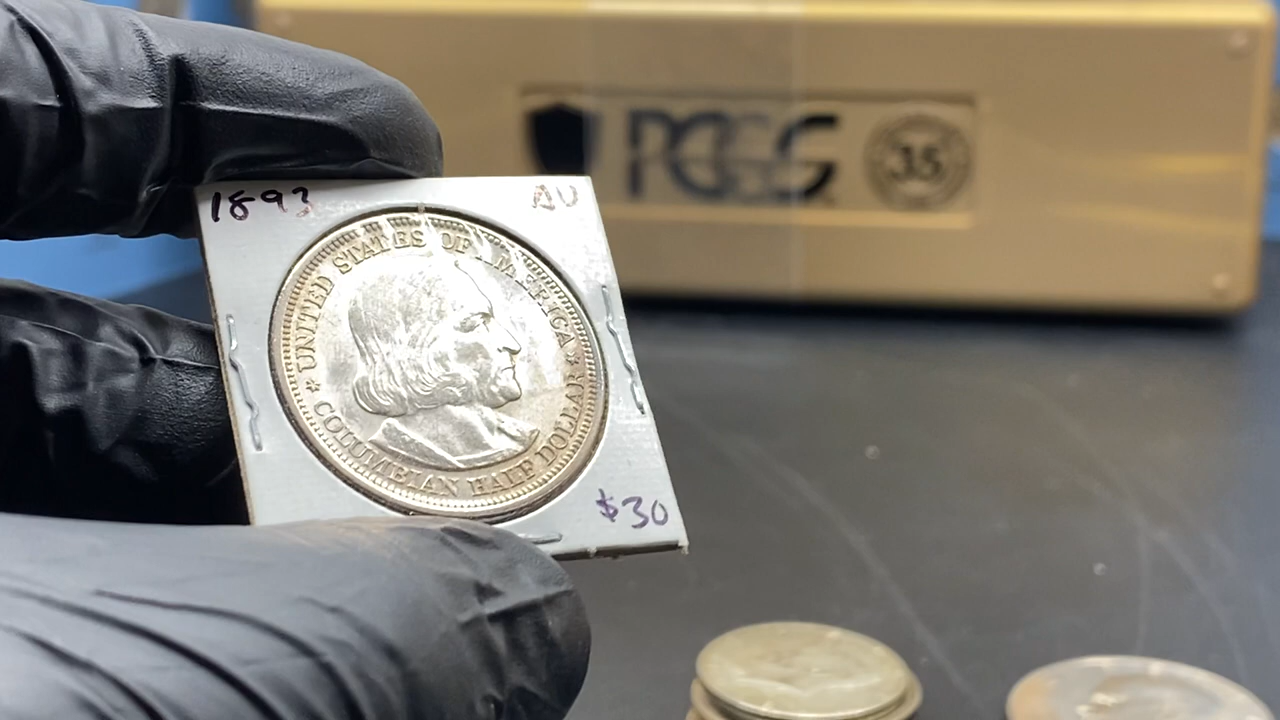 1893 AU
UNITED STATES OF AMERICA
COLUMBIAN HALF DOLLAR
$30
PCGS
35